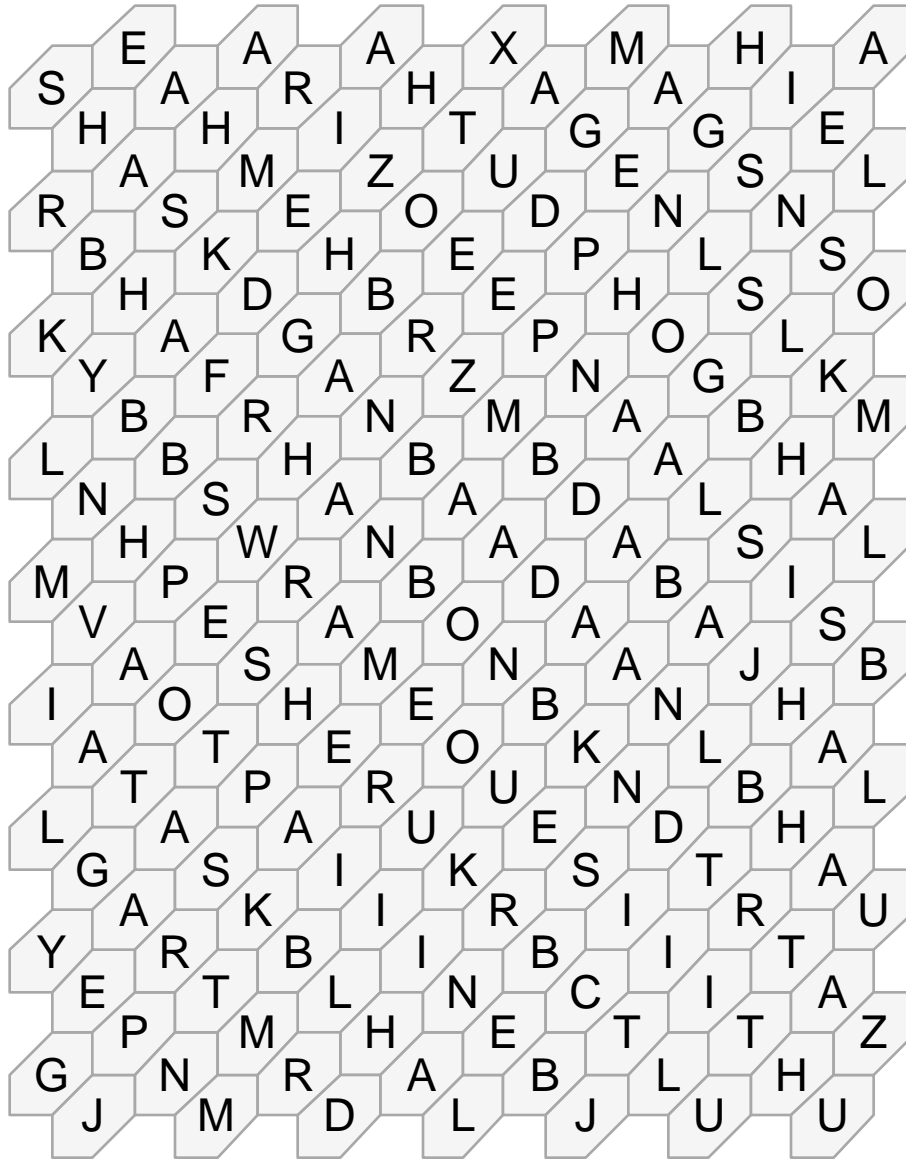 E A A X M H A
S A R H A A I
H H I T G G E
A M Z U E S L
R S E O D N N
B K H E P L S
H D B E H S O
K A G R P O L
Y F A Z N G K
B R N M A B M
L B H B B A H
N S A A D L A
H W N A A S L
M P R B D B I
V E A O A A S
A S M N A J B
I O H E B N H
A T E O K L A
T P R U N B L
L A A U E D H
G S I K S T A
A K I R I R U
Y R B I B I T
E T L N C I A
P M H E T T Z
G N R A B L H
J M D L J U U